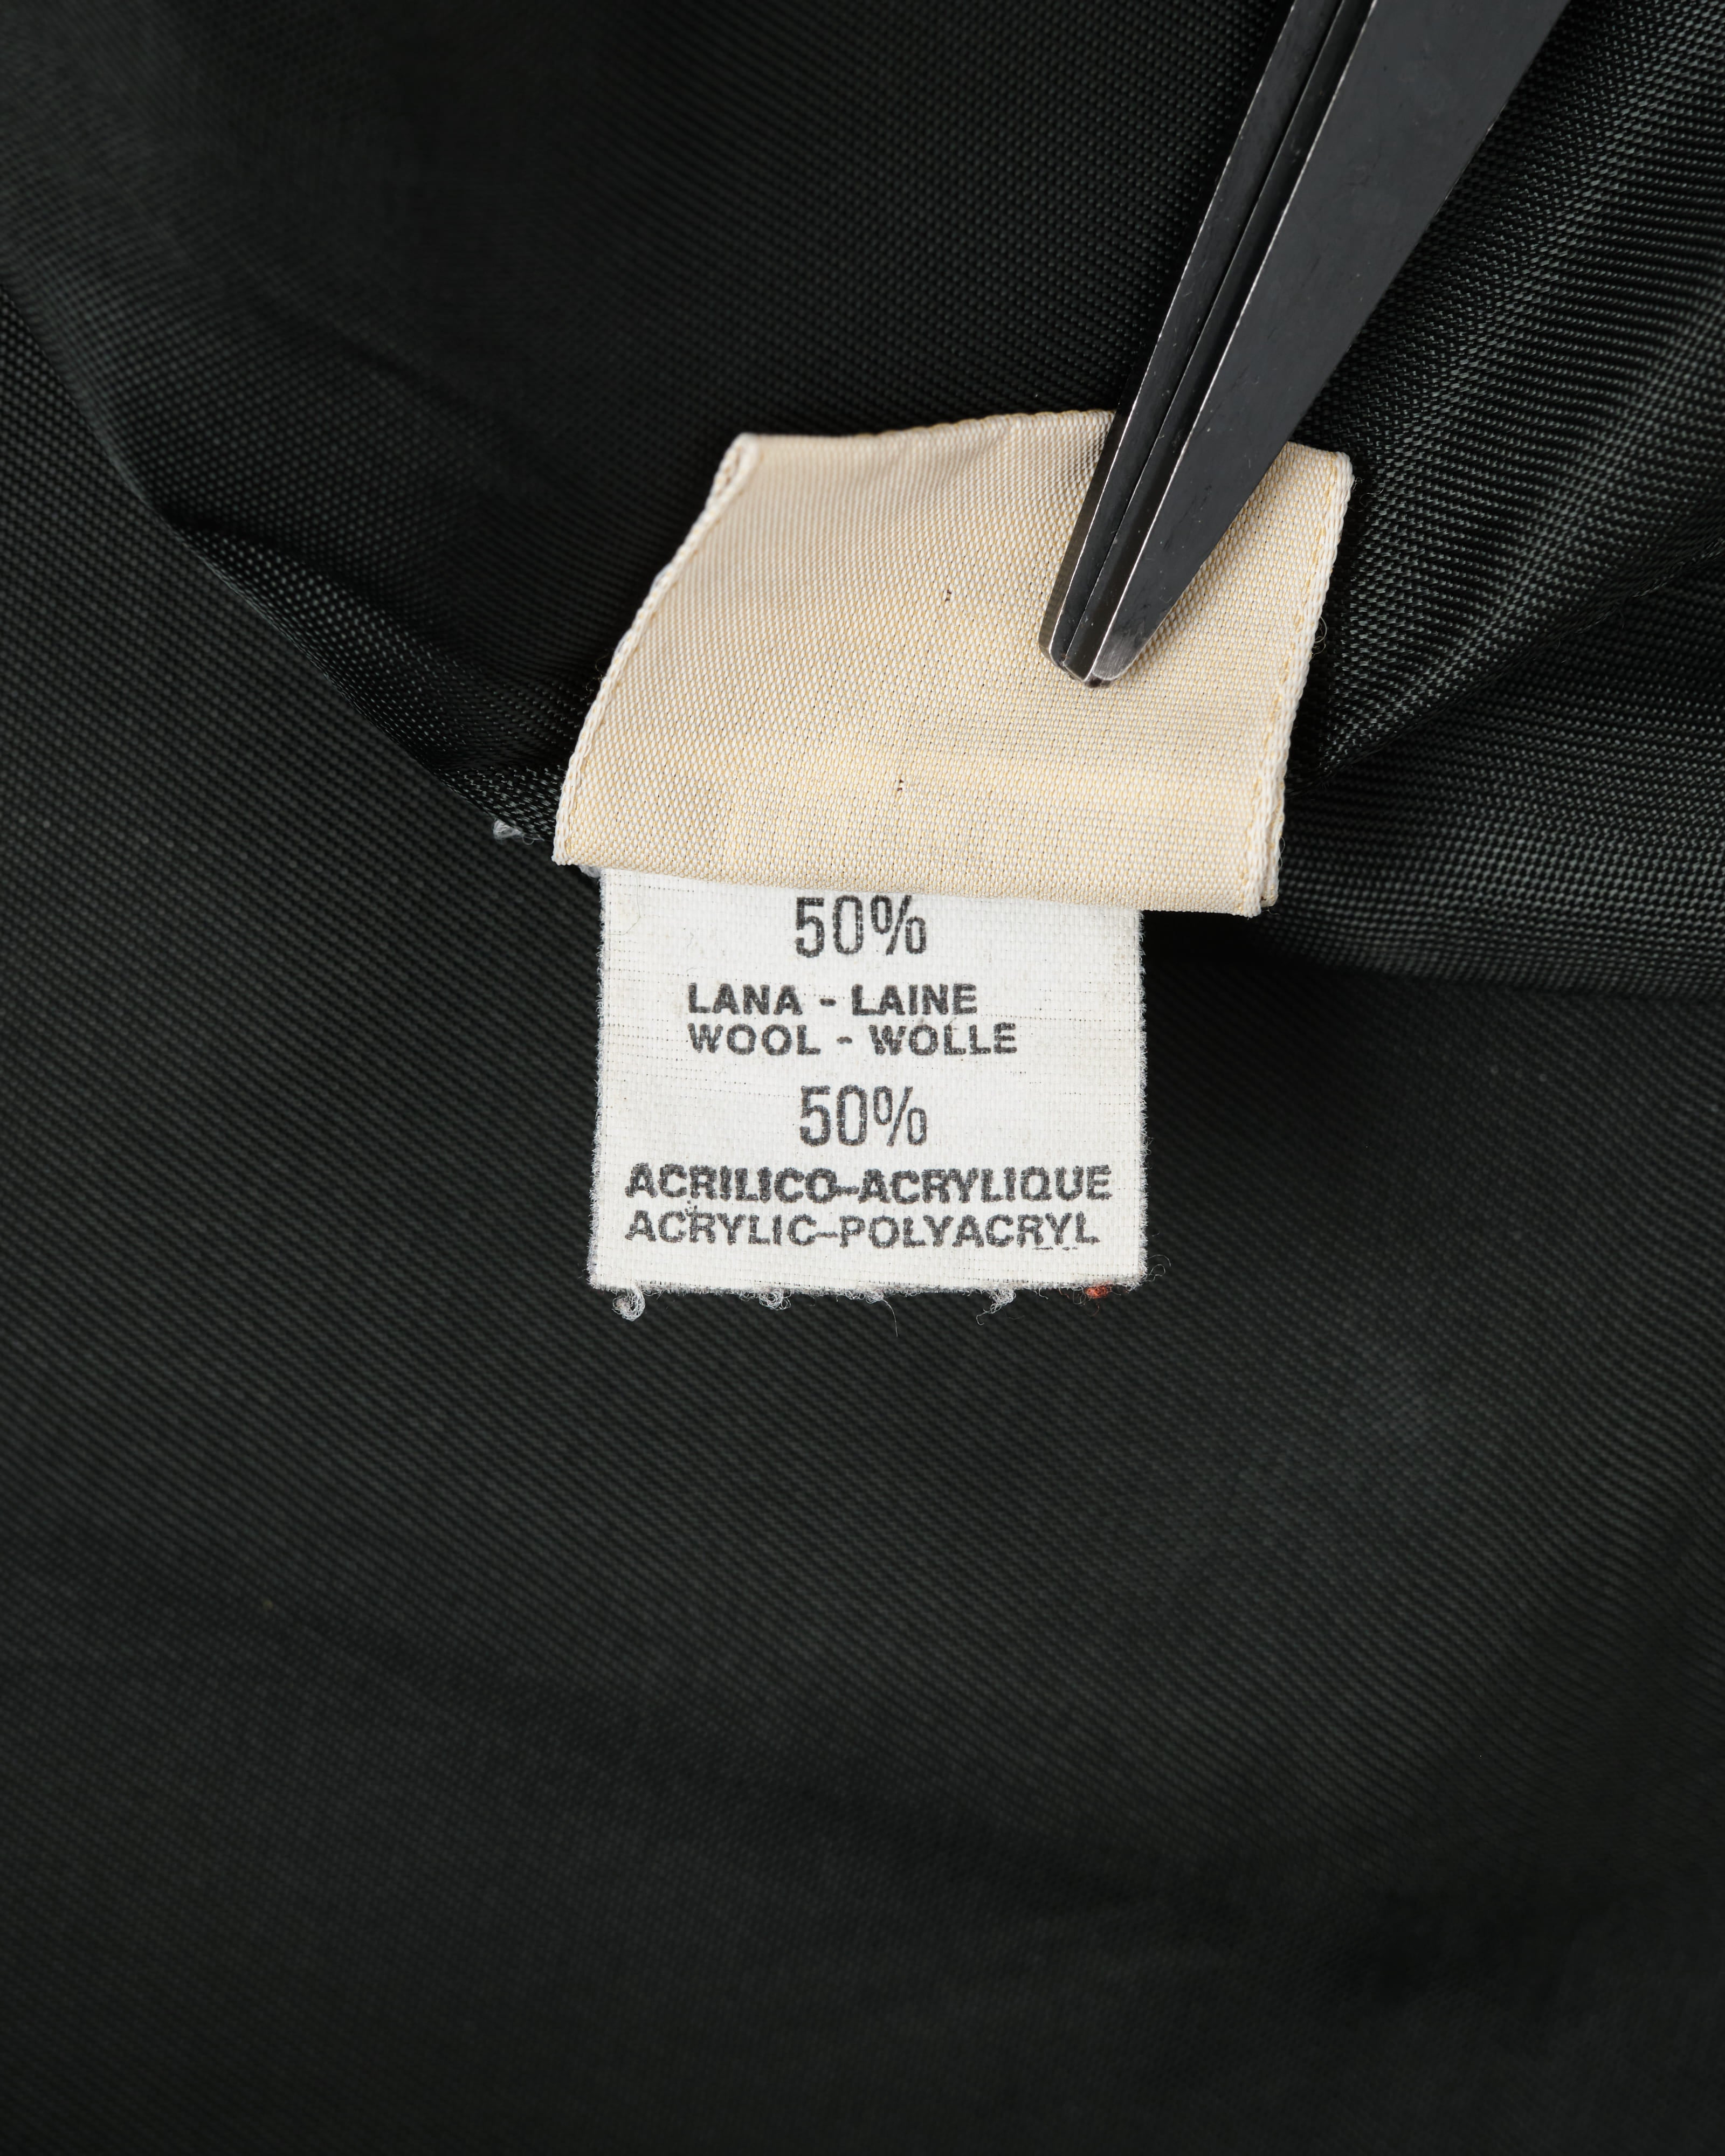 50%
LANA - LAINE
WOOL - WOLLE
50%
ACRILICO-ACRYLIQUE
ACRYLIC-POLYACRYL